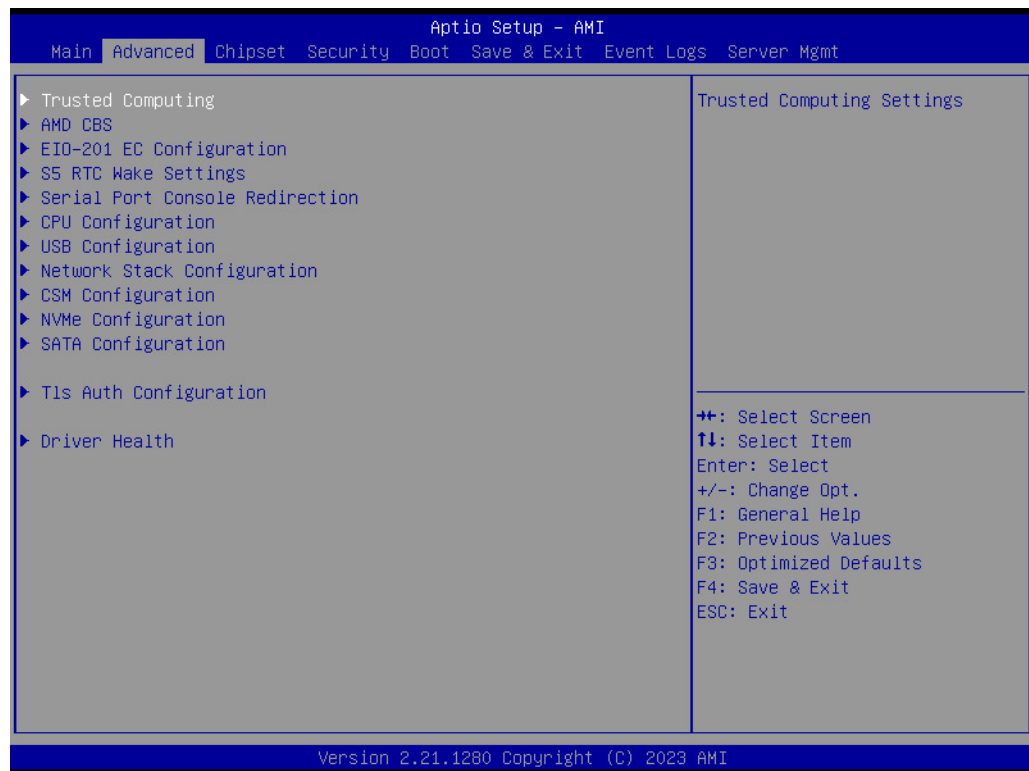 Aptio Setup – AMI
Main Advanced Chipset Security Boot Save & Exit Event Logs Server Mgmt
▶ Trusted Computing
▶ AMD CBS
▶ EIO-201 EC Configuration
▶ S5 RTC Wake Settings
▶ Serial Port Console Redirection
▶ CPU Configuration
▶ USB Configuration
▶ Network Stack Configuration
▶ CSM Configuration
▶ NVMe Configuration
▶ SATA Configuration
▶ Tls Auth Configuration
▶ Driver Health
Trusted Computing Settings
→←: Select Screen
↑↓: Select Item
Enter: Select
+/-: Change Opt.
F1: General Help
F2: Previous Values
F3: Optimized Defaults
F4: Save & Exit
ESC: Exit
Version 2.21.1280 Copyright (C) 2023 AMI